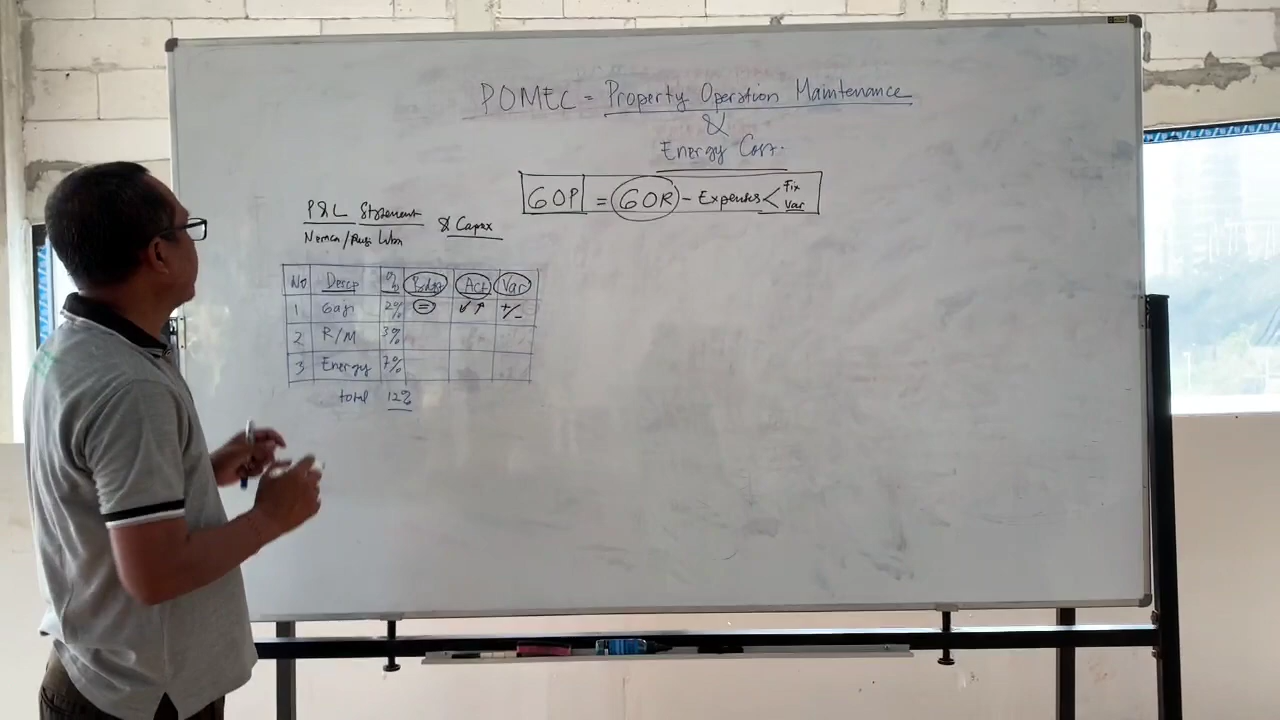 POMEC = Property Operation Maintenance
&
Energy Cost.
GOP = GOR - Expenses < Fix
Var
P&L Statement & Capex
Neraca/Rugi Laba
No Descp % Bdgt Act Var
1 Gaji 2% = ↙↗ +/-
2 R/M 3%
3 Energy 7%
total 12%